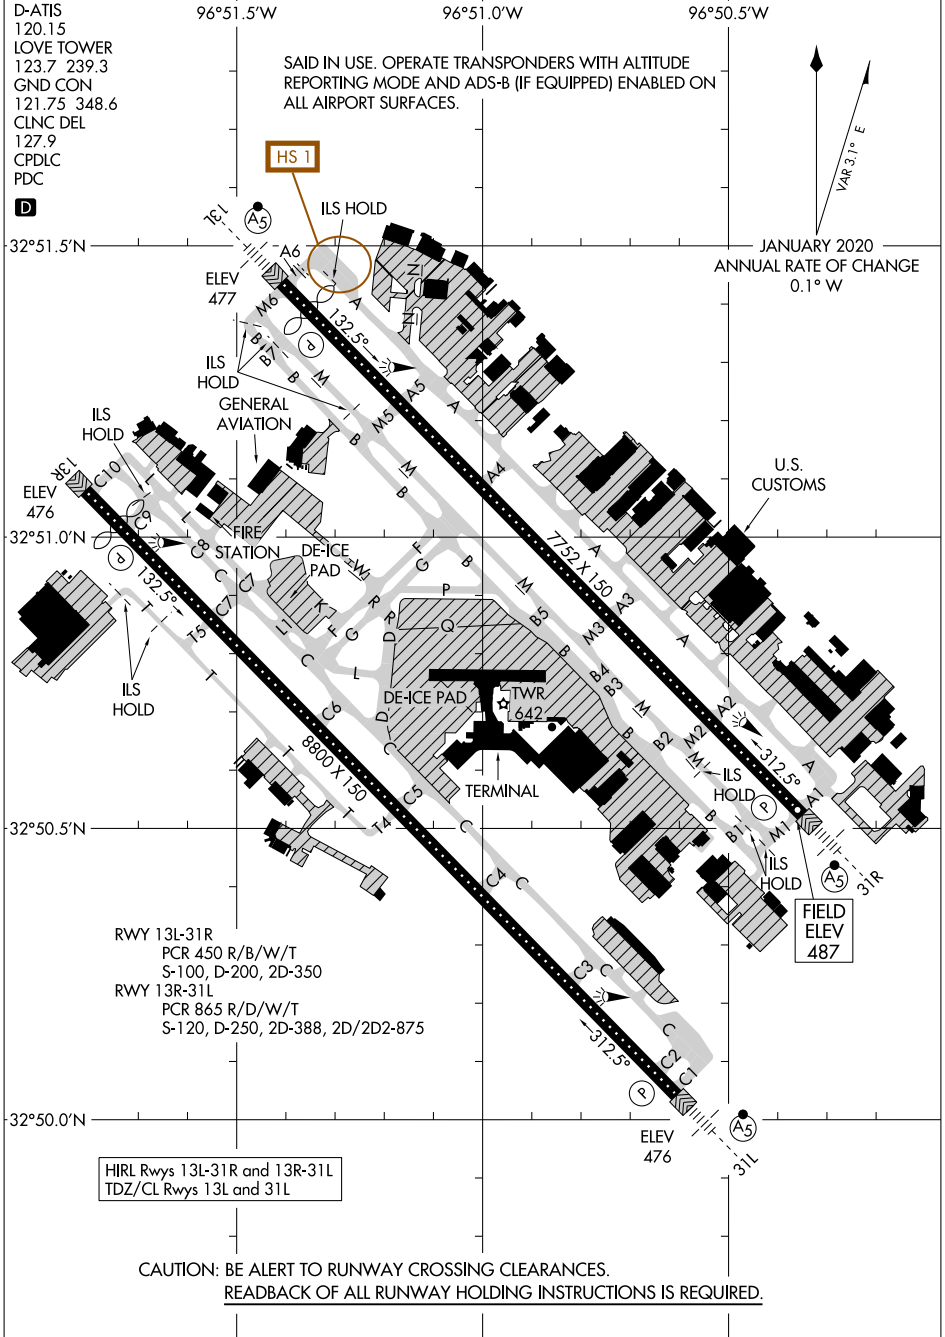 D-ATIS
120.15
LOVE TOWER
123.7 239.3
GND CON
121.75 348.6
CLNC DEL
127.9
CPDLC
PDC
D
96°51.5'W
96°51.0'W
96°50.5'W
SAID IN USE. OPERATE TRANSPONDERS WITH ALTITUDE
REPORTING MODE AND ADS-B (IF EQUIPPED) ENABLED ON
ALL AIRPORT SURFACES.
VAR 3.1° E
JANUARY 2020
ANNUAL RATE OF CHANGE
0.1° W
HS 1
ILS HOLD
13L
A5
A6
32°51.5'N
ELEV
477
M6
A
N
N
132.5°
P
B
B7
B
M
ILS
HOLD
A5
A
M5
B
GENERAL
AVIATION
ILS
HOLD
M
B
A4
U.S.
CUSTOMS
13R
C10
L
ELEV
476
C9
L
FIRE
STATION
32°51.0'N
C8
P
132.5°
C
C7
C7
DE-ICE
PAD
W
G
F
B
M
7752 X 150
A
A3
A
K
F
G
R
R
D
P
Q
B5
M3
B
B4
B3
M
T
T
T5
T
L1
C
L
ILS
HOLD
DE-ICE PAD
TWR
642
D
C
C6
B
B2
M2
M
A2
312.5°
A
8800 X 150
TERMINAL
ILS
HOLD
P
A1
T
T
T4
C5
C
B
B1
M1
32°50.5'N
ILS
HOLD
A5
31R
C4
C
FIELD
ELEV
487
RWY 13L-31R
PCR 450 R/B/W/T
S-100, D-200, 2D-350
RWY 13R-31L
PCR 865 R/D/W/T
S-120, D-250, 2D-388, 2D/2D2-875
C3
C
C
C2
C1
312.5°
P
32°50.0'N
ELEV
476
A5
31L
HIRL Rwys 13L-31R and 13R-31L
TDZ/CL Rwys 13L and 31L
CAUTION: BE ALERT TO RUNWAY CROSSING CLEARANCES.
READBACK OF ALL RUNWAY HOLDING INSTRUCTIONS IS REQUIRED.